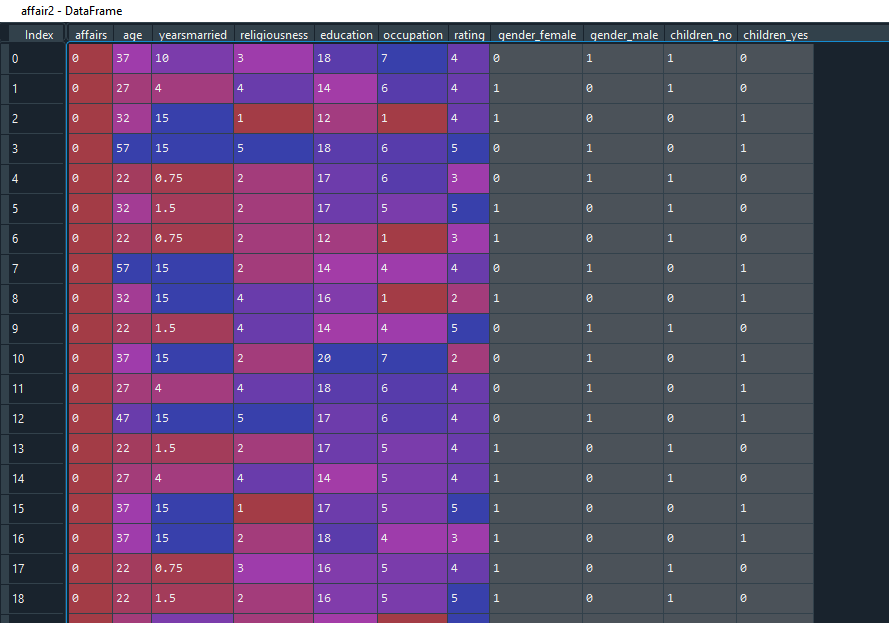 affair2 - DataFrame
Index affairs age yearsmarried religiousness education occupation rating gender_female gender_male children_no children_yes
0 0 37 10 3 18 7 4 0 1 1 0
1 0 27 4 4 14 6 4 1 0 1 0
2 0 32 15 1 12 1 4 1 0 0 1
3 0 57 15 5 18 6 5 0 1 0 1
4 0 22 0.75 2 17 6 3 0 1 1 0
5 0 32 1.5 2 17 5 5 1 0 1 0
6 0 22 0.75 2 12 1 3 1 0 1 0
7 0 57 15 2 14 4 4 0 1 0 1
8 0 32 15 4 16 1 2 1 0 0 1
9 0 22 1.5 4 14 4 5 0 1 1 0
10 0 37 15 2 20 7 2 0 1 0 1
11 0 27 4 4 18 6 4 0 1 0 1
12 0 47 15 5 17 6 4 0 1 0 1
13 0 22 1.5 2 17 5 4 1 0 1 0
14 0 27 4 4 14 5 4 1 0 1 0
15 0 37 15 1 17 5 5 1 0 0 1
16 0 37 15 2 18 4 3 1 0 0 1
17 0 22 0.75 3 16 5 4 1 0 1 0
18 0 22 1.5 2 16 5 5 1 0 1 0